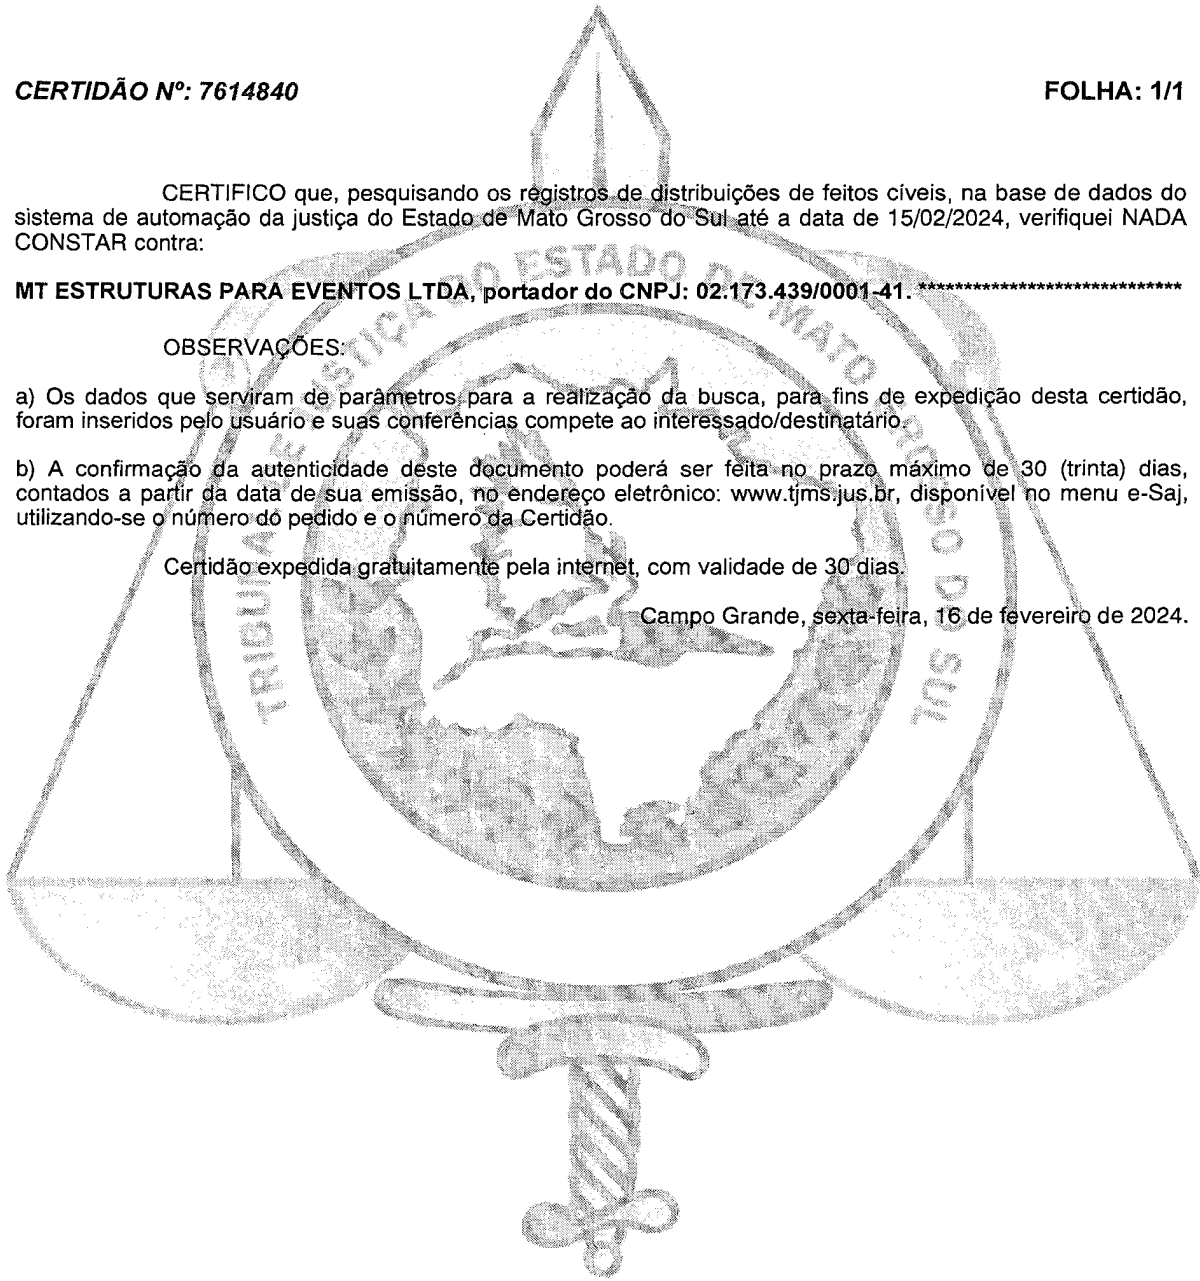 CERTIDÃO Nº: 7614840
FOLHA: 1/1
CERTIFICO que, pesquisando os registros de distribuições de feitos cíveis, na base de dados do
sistema de automação da justiça do Estado de Mato Grosso do Sul até a data de 15/02/2024, verifiquei NADA
CONSTAR contra:
MT ESTRUTURAS PARA EVENTOS LTDA, portador do CNPJ: 02.173.439/0001-41. *****************************
OBSERVAÇÕES:
a) Os dados que serviram de parâmetros para a realização da busca, para fins de expedição desta certidão,
foram inseridos pelo usuário e suas conferências compete ao interessado/destinatário.
b) A confirmação da autenticidade deste documento poderá ser feita no prazo máximo de 30 (trinta) dias,
contados a partir da data de sua emissão, no endereço eletrônico: www.tjms.jus.br, disponível no menu e-Saj,
utilizando-se o número do pedido e o número da Certidão.
Certidão expedida gratuitamente pela internet, com validade de 30 dias.
Campo Grande, sexta-feira, 16 de fevereiro de 2024.
TRIBUNAL DE JUSTIÇA DO ESTADO DE MATO GROSSO DO SUL